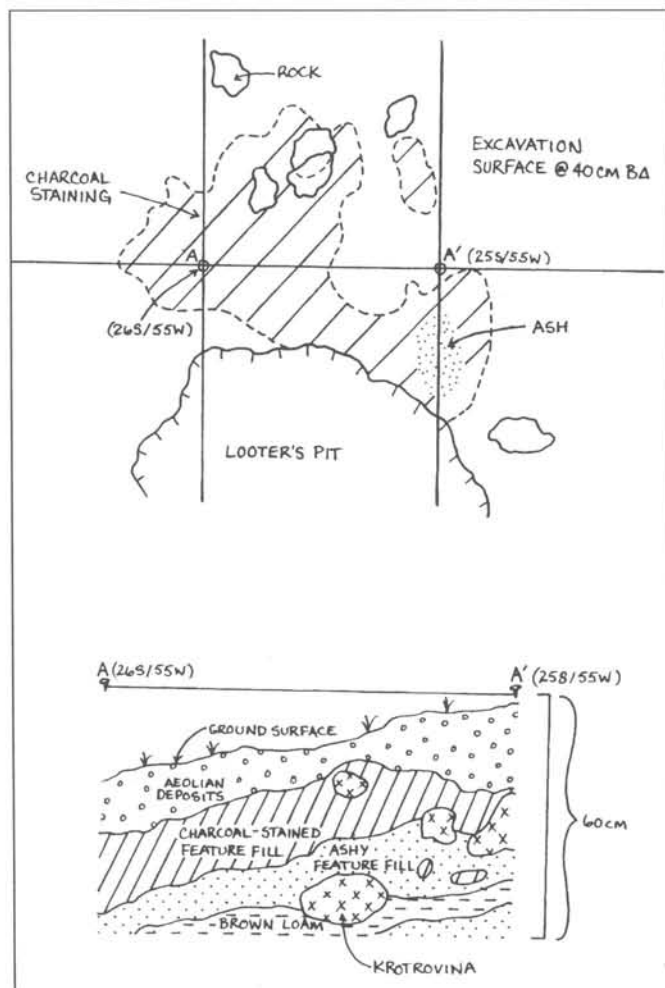 ROCK
CHARCOAL
STAINING
EXCAVATION
SURFACE @ 40CM BΔ
A
A' (25S/55W)
(26S/55W)
ASH
LOOTER'S PIT
A (26S/55W)
A' (25S/55W)
GROUND SURFACE
AEOLIAN
DEPOSITS
CHARCOAL-STAINED
FEATURE FILL
ASHY
FEATURE FILL
60cm
BROWN LOAM
KROTROVINA